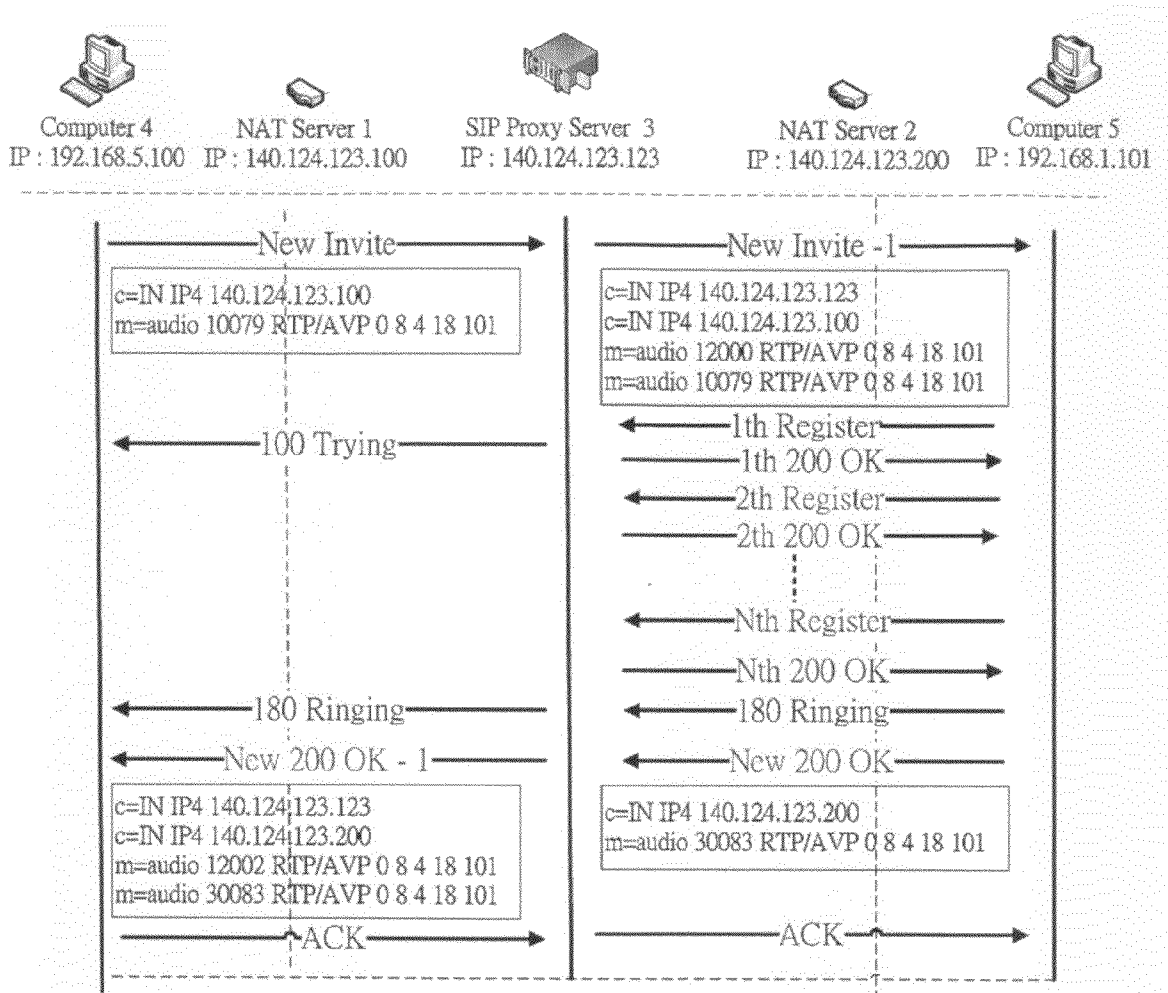 Computer 4
IP : 192.168.5.100
NAT Server 1
IP : 140.124.123.100
SIP Proxy Server 3
IP : 140.124.123.123
NAT Server 2
IP : 140.124.123.200
Computer 5
IP : 192.168.1.101
New Invite
New Invite -1
c=IN IP4 140.124.123.100
m=audio 10079 RTP/AVP 0 8 4 18 101
c=IN IP4 140.124.123.123
c=IN IP4 140.124.123.100
m=audio 12000 RTP/AVP 0 8 4 18 101
m=audio 10079 RTP/AVP 0 8 4 18 101
100 Trying
1th Register
1th 200 OK
2th Register
2th 200 OK
Nth Register
Nth 200 OK
180 Ringing
180 Ringing
New 200 OK - 1
New 200 OK
c=IN IP4 140.124.123.123
c=IN IP4 140.124.123.200
m=audio 12002 RTP/AVP 0 8 4 18 101
m=audio 30083 RTP/AVP 0 8 4 18 101
c=IN IP4 140.124.123.200
m=audio 30083 RTP/AVP 0 8 4 18 101
ACK
ACK